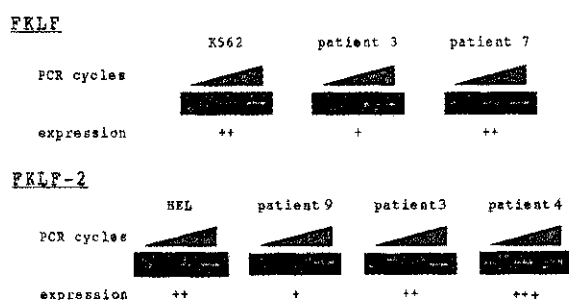 FKLF
K562 patient 3 patient 7
PCR cycles
expression ++ + ++
FKLF-2
HEL patient 9 patient3 patient 4
PCR cycles
expression ++ + ++ +++